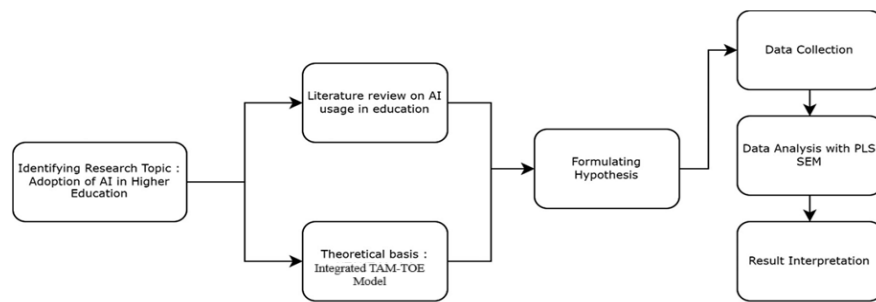 Identifying Research Topic :
Adoption of AI in Higher
Education
Literature review on AI
usage in education
Theoretical basis :
Integrated TAM-TOE
Model
Formulating
Hypothesis
Data Collection
Data Analysis with PLS
SEM
Result Interpretation